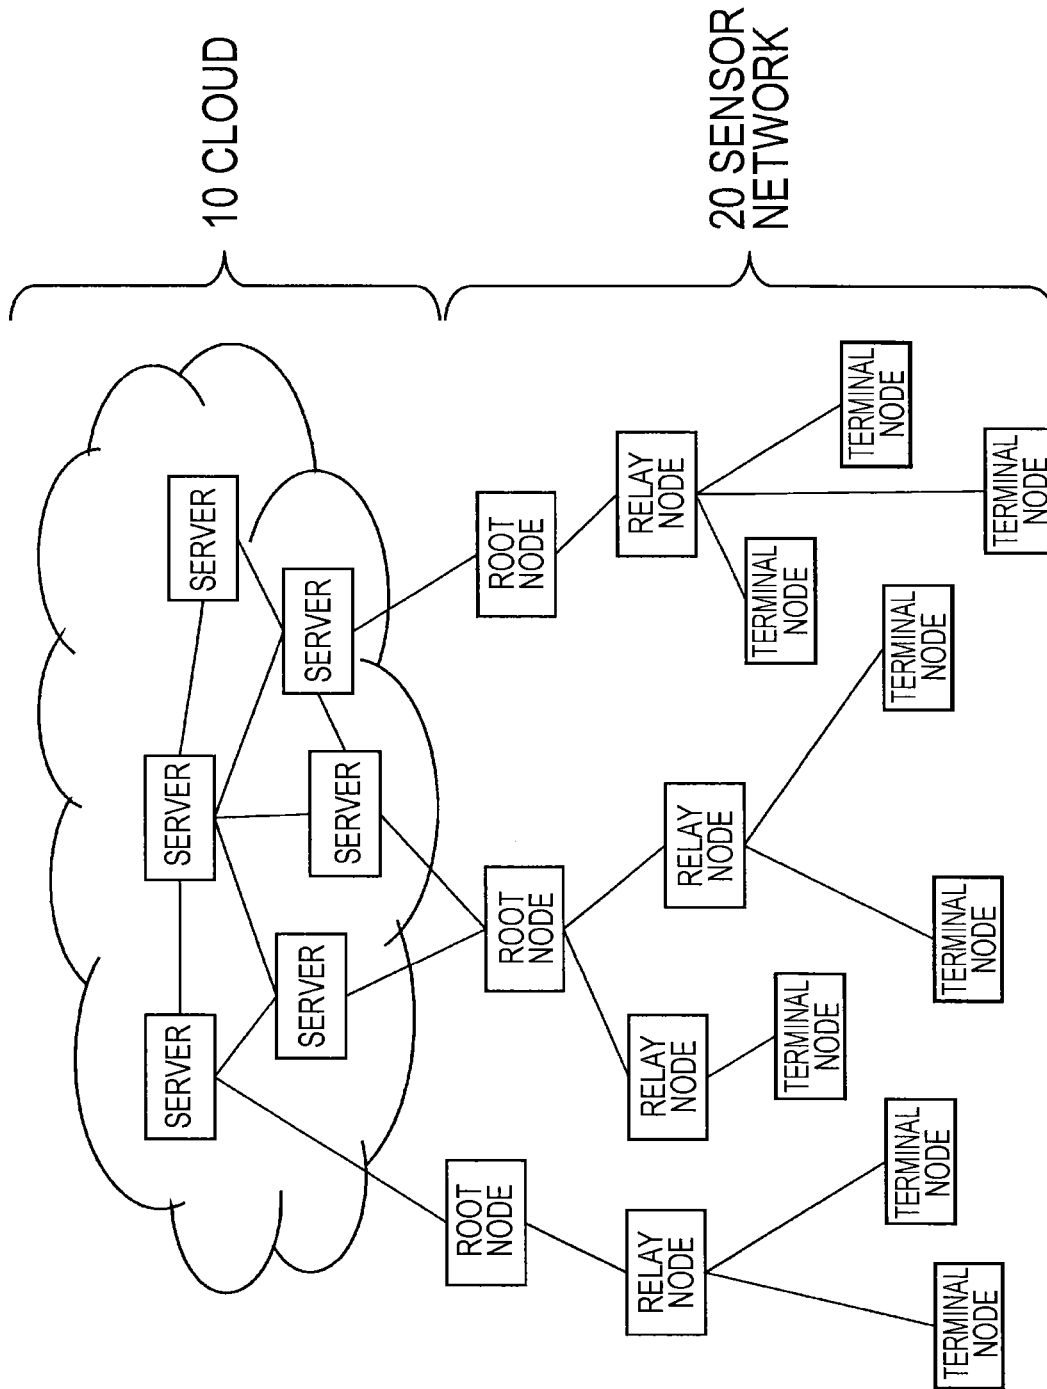 SERVER
SERVER
SERVER
10 CLOUD
SERVER
SERVER
SERVER
ROOT
NODE
ROOT
NODE
ROOT
NODE
RELAY
NODE
RELAY
NODE
RELAY
NODE
RELAY
NODE
20 SENSOR
NETWORK
TERMINAL
NODE
TERMINAL
NODE
TERMINAL
NODE
TERMINAL
NODE
TERMINAL
NODE
TERMINAL
NODE
TERMINAL
NODE
TERMINAL
NODE